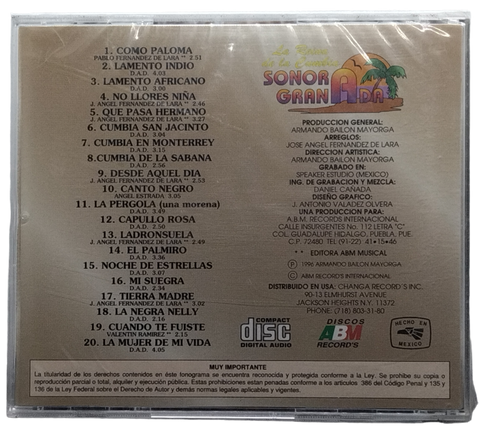 1. COMO PALOMA
PABLO FERNANDEZ DE LARA ** 2.53
2. LAMENTO INDIO
D.A.D. 4.03
3. LAMENTO AFRICANO
D.A.D. 3.00
4. NO LLORES NIÑA
J. ANGEL FERNANDEZ DE LARA ** 2.46
5. QUE PASA HERMANO
J. ANGEL FERNANDEZ DE LARA ** 3.27
6. CUMBIA SAN JACINTO
D.A.D. 3.04
7. CUMBIA EN MONTERREY
D.A.D. 3.15
8.CUMBIA DE LA SABANA
D.A.D. 2.56
9. DESDE AQUEL DIA
J. ANGEL FERNANDEZ DE LARA ** 2.53
10. CANTO NEGRO
ANGEL ESTRADA 3.05
11. LA PERGOLA (una morena)
D.A.D. 3.49
12. CAPULLO ROSA
D.A.D. 2.50
13. LADRONSUELA
J. ANGEL FERNANDEZ DE LARA ** 2.49
14. EL PALMIRO
D.A.D. 3.36
15. NOCHE DE ESTRELLAS
D.A.D. 3.07
16. MI SUEGRA
D.A.D. 2.34
17. TIERRA MADRE
J. ANGEL FERNANDEZ DE LARA ** 3.02
18. LA NEGRA NELLY
D.A.D. 2.16
19. CUANDO TE FUISTE
VALENTIN RAMIREZ ** 2.15
20. LA MUJER DE MI VIDA
D.A.D. 4.05
SONORA
GRANADA
PRODUCCION GENERAL:
ARMANDO BAILON MAYORGA
ARREGLOS:
JOSE ANGEL FERNANDEZ DE LARA
DIRECCION ARTISTICA:
ARMANDO BAILON MAYORGA
GRABADO EN:
SPEAKER ESTUDIO (MEXICO)
ING. DE GRABACION Y MEZCLA:
DANIEL CANADA
DISEÑO GRAFICO:
J. ANTONIO VALADEZ OLVERA
UNA PRODUCCION PARA:
A.B.M. RECORDS INTERNACIONAL
CALLE INSURGENTES No. 112 LETRA "C"
COL. GUADALUPE HIDALGO, PUEBLA, PUE.
C.P. 72480 TEL (91-22) 41•15•46
** EDITORA ABM MUSICAL
Ⓟ 1996 ARMANDO BAILON MAYORGA
© ABM RECORD'S INTERNACIONAL
DISTRIBUIDO EN USA: CHANGA RECORD'S INC.
90-13 ELMHURST AVENUE
JACKSON HEIGHTS N.Y. 11372
PHONE: (718) 803-31-80
COMPACT
disc
DIGITAL AUDIO
DISCOS
ABM
RECORD'S
HECHO EN
MEXICO
MUY IMPORTANTE
La titularidad de los derechos contenidos en este fonograma se encuentra reconocida y protegida conforme a la Ley. Se prohibe su copia o
reproducción parcial o total, alquiler y ejecución pública. Estas prohibiciones estan penadas conforme a los articulos 386 del Código Penal y 135 y
136 de la Ley Federal sobre el Derecho de Autor y demás normas legales aplicables y vigentes.